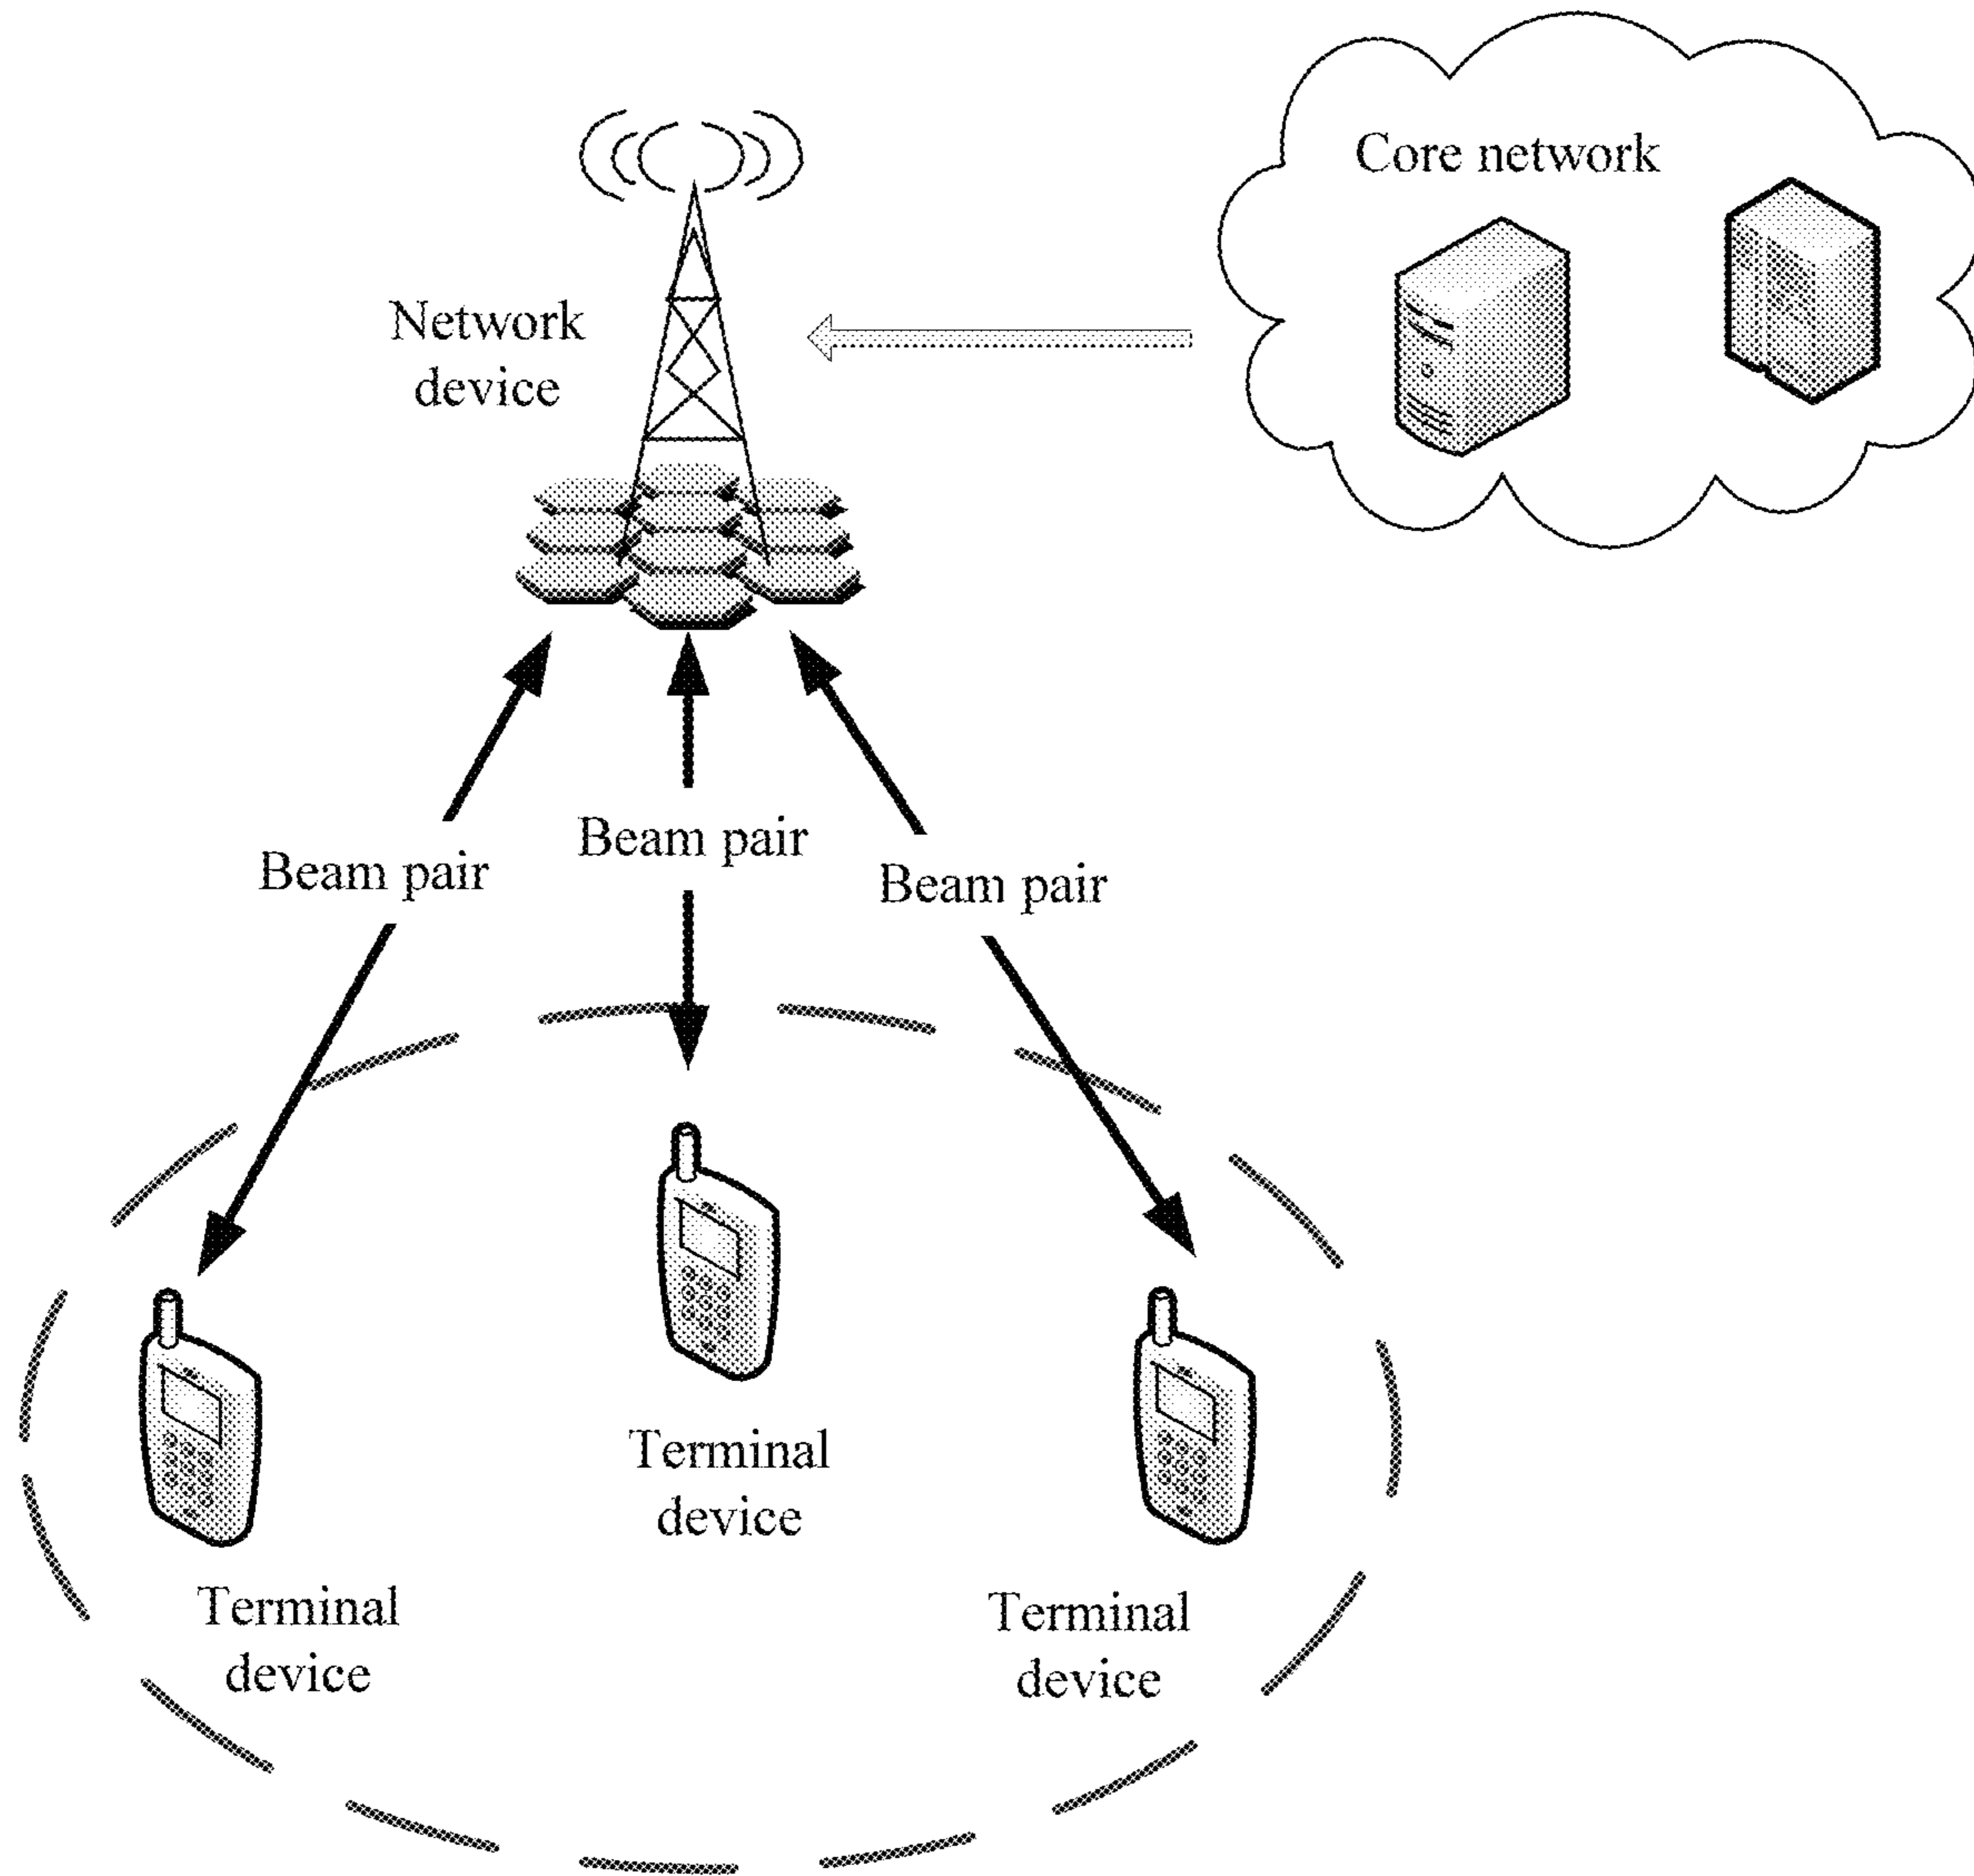 Core network
Network
device
Beam pair
Beam pair
Beam pair
Terminal
device
Terminal
device
Terminal
device